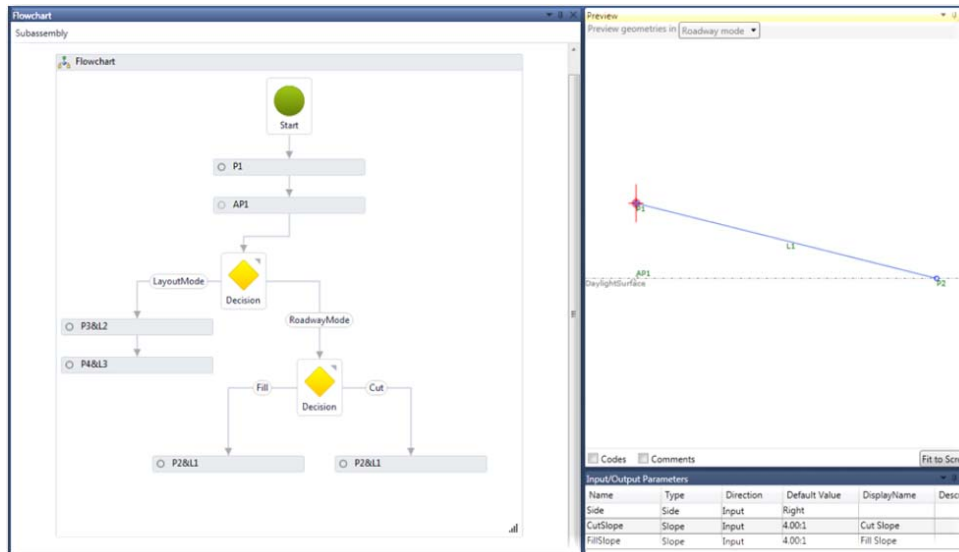 Flowchart
Subassembly
Flowchart
Start
P1
AP1
LayoutMode
Decision
RoadwayMode
P3&L2
P4&L3
Fill
Cut
Decision
P2&L1
P2&L1
Preview
Preview geometries in Roadway mode
P1
L1
AP1
DaylightSurface
P2
Codes Comments Fit to Scre
Input/Output Parameters
Name Type Direction Default Value DisplayName Descr
Side Side Input Right
CutSlope Slope Input 4.00:1 Cut Slope
FillSlope Slope Input 4.00:1 Fill Slope